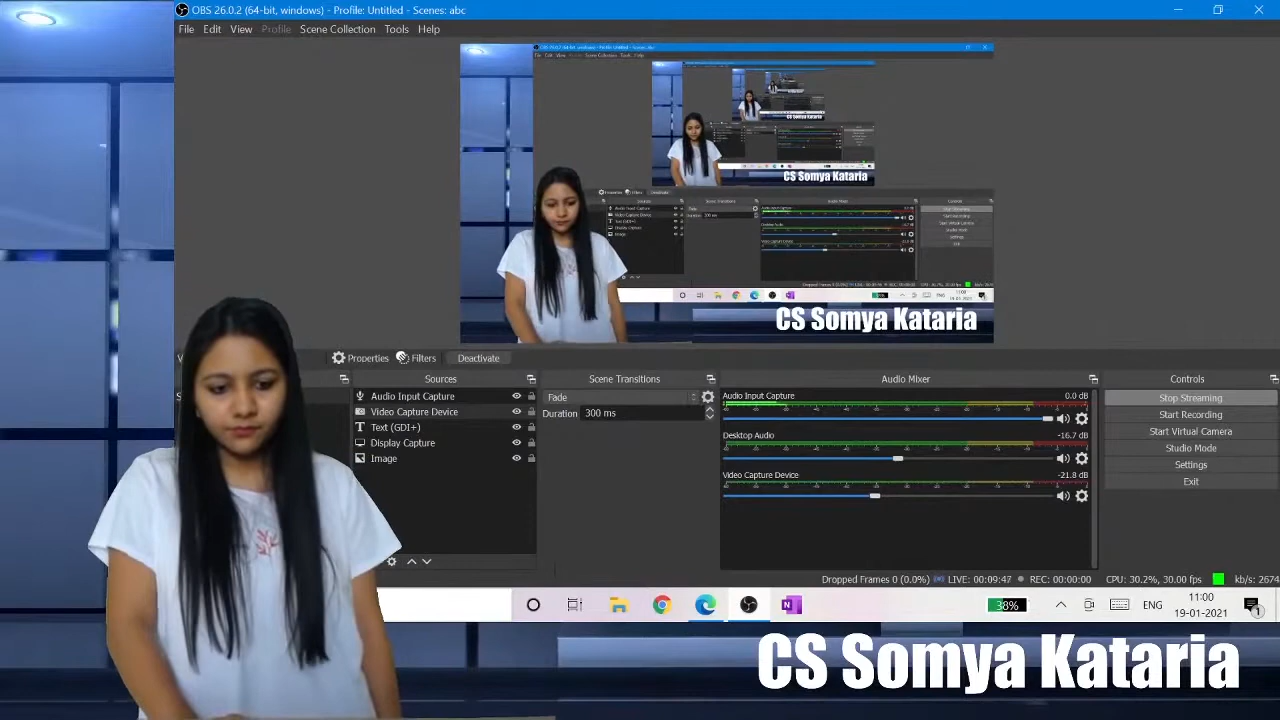 OBS 26.0.2 (64-bit, windows) - Profile: Untitled - Scenes: abc
File Edit View Profile Scene Collection Tools Help
CS Somya Kataria
CS Somya Kataria
Properties Filters Deactivate
Sources Scene Transitions Audio Mixer Controls
Audio Input Capture
Video Capture Device
Text (GDI+)
Display Capture
Image
Fade
Duration 300 ms
Audio Input Capture 0.0 dB
Desktop Audio -16.7 dB
Video Capture Device -21.8 dB
Stop Streaming
Start Recording
Start Virtual Camera
Studio Mode
Settings
Exit
Dropped Frames 0 (0.0%) LIVE: 00:09:47 REC: 00:00:00 CPU: 30.2%, 30.00 fps kb/s: 2674
38% ENG 11:00
19-01-2021 1
CS Somya Kataria